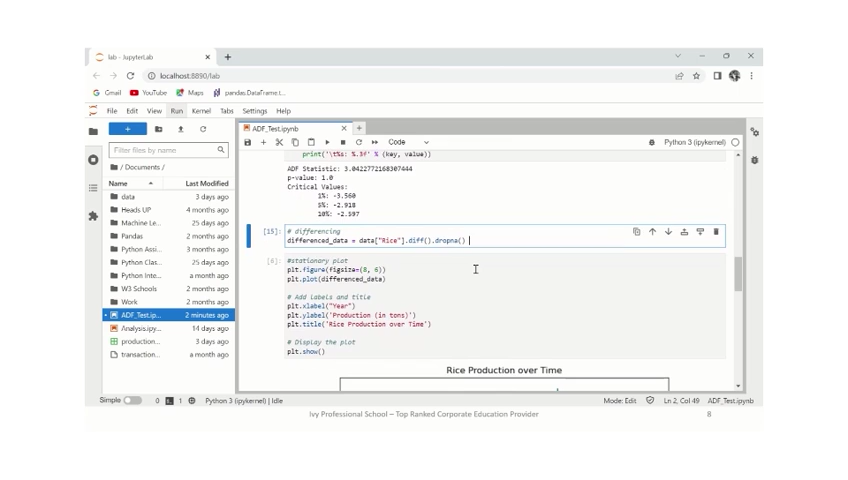 lab - JupyterLab
localhost:8890/lab
Gmail YouTube Maps pandas.DataFrame.t...
File Edit View Run Kernel Tabs Settings Help
ADF_Test.ipynb
Code
Python 3 (ipykernel)
Filter files by name
/ Documents /
Name Last Modified
data 3 days ago
Heads UP 4 months ago
Machine Le... 25 days ago
Pandas 2 months ago
Python Assi... 3 months ago
Python Clas... 25 days ago
Python Inte... a month ago
W3 Schools 2 months ago
Work 2 months ago
ADF_Test.ip... 2 minutes ago
Analysis.ipy... 14 days ago
production... 3 days ago
transaction... a month ago
print('\t%s: %.3f' % (key, value))
ADF Statistic: 3.0422772168307444
p-value: 1.0
Critical Values:
1%: -3.560
5%: -2.918
10%: -2.597
[15]: # differencing
differenced_data = data["Rice"].diff().dropna()
[6]: #stationary plot
plt.figure(figsize=(8, 6))
plt.plot(differenced_data)
# Add labels and title
plt.xlabel("Year")
plt.ylabel('Production (in tons)')
plt.title('Rice Production over Time')
# Display the plot
plt.show()
Rice Production over Time
Simple 0 1 Python 3 (ipykernel) | Idle Mode: Edit Ln 2, Col 49 ADF_Test.ipynb
Ivy Professional School – Top Ranked Corporate Education Provider 8